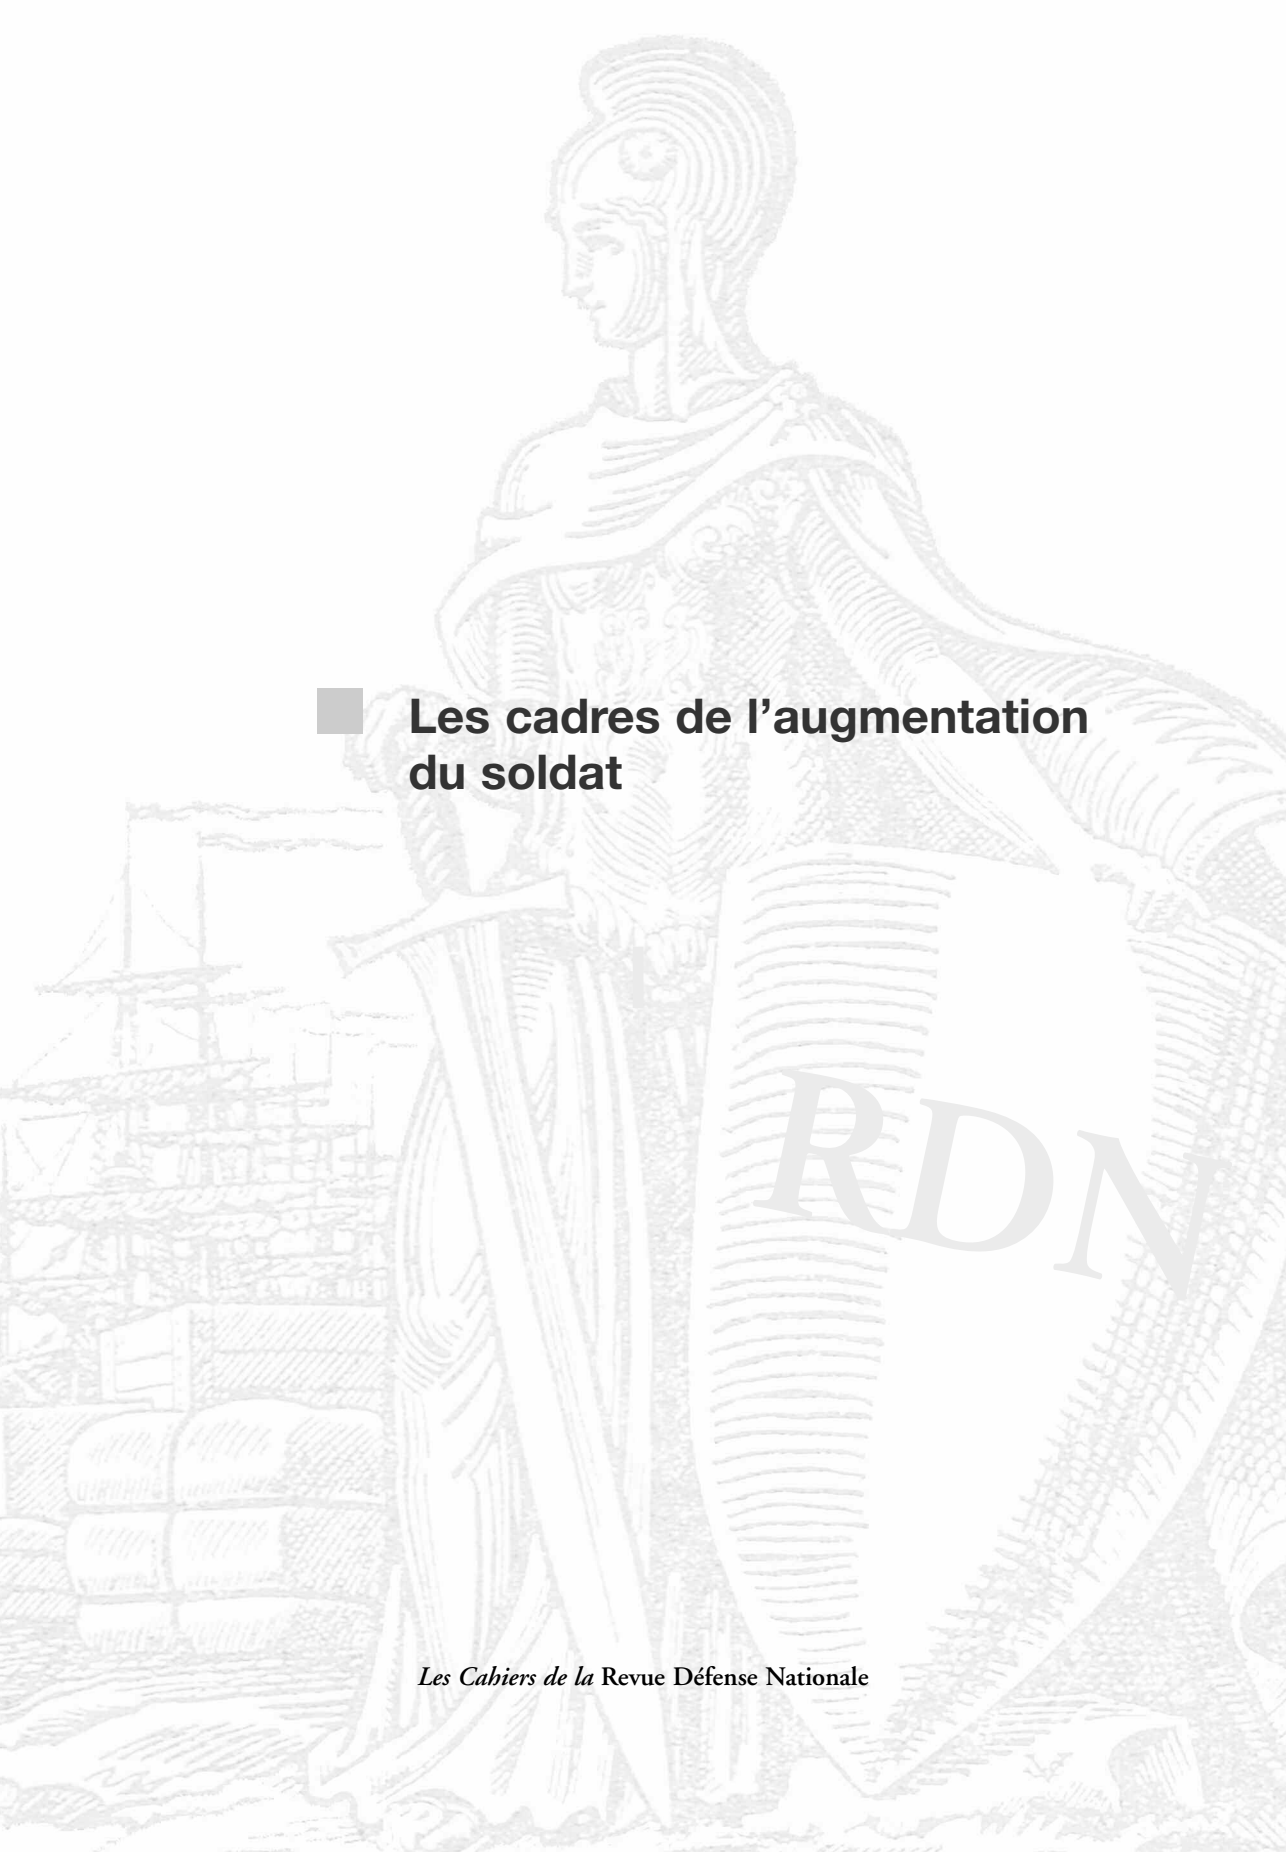 Les cadres de l’augmentation
du soldat
RDN
Les Cahiers de la Revue Défense Nationale